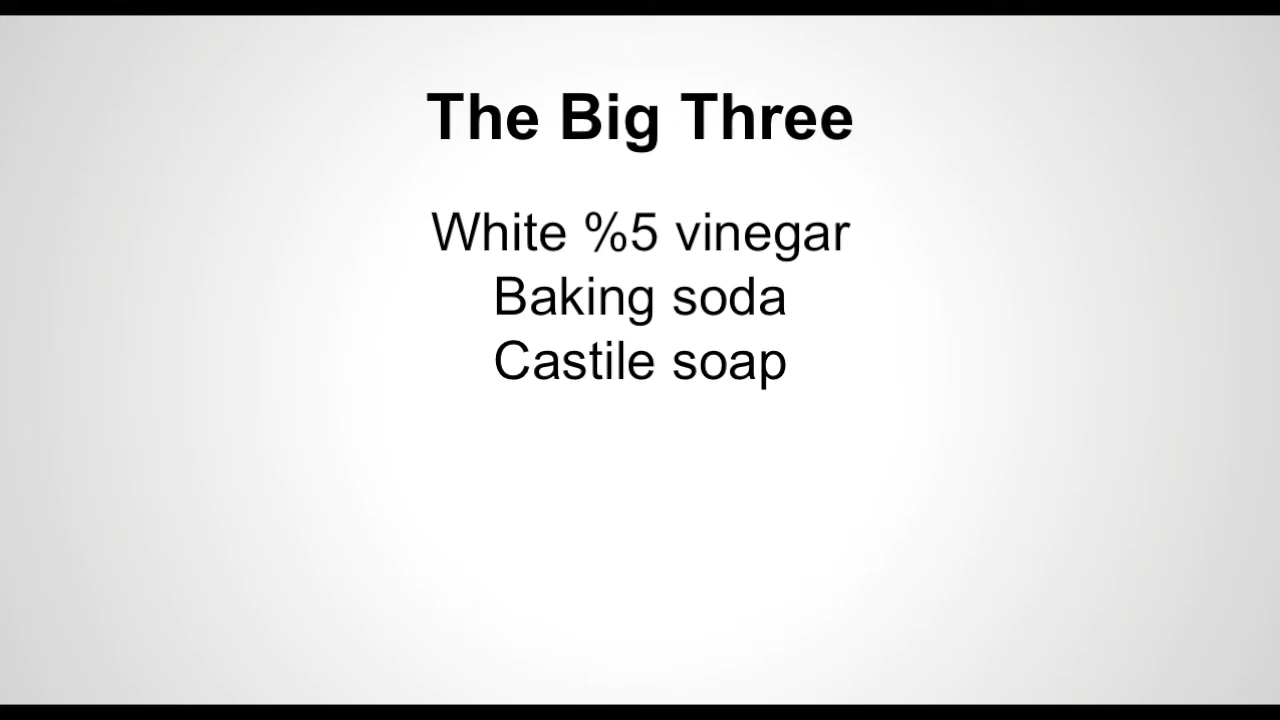 The Big Three
White %5 vinegar
Baking soda
Castile soap